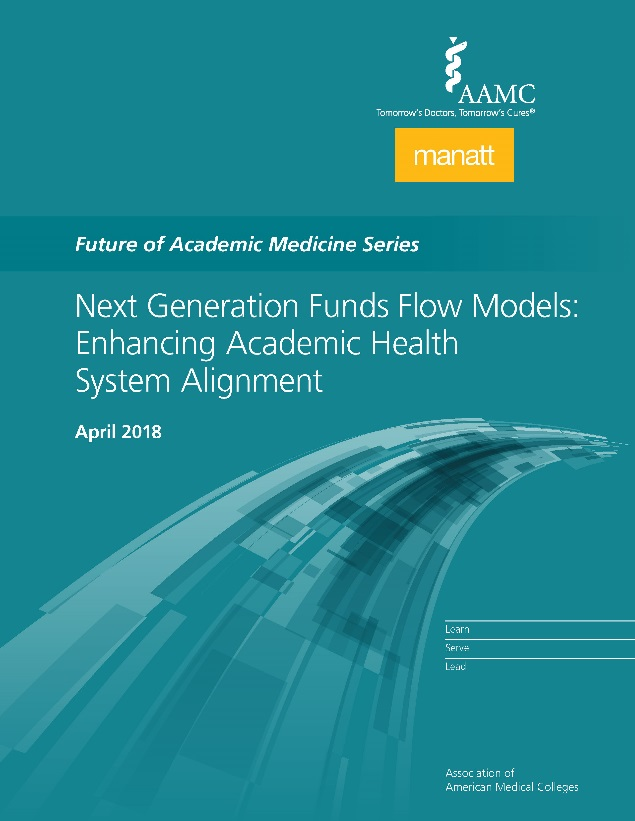 AAMC
Tomorrow's Doctors, Tomorrow's Cures®
manatt
Future of Academic Medicine Series
Next Generation Funds Flow Models:
Enhancing Academic Health
System Alignment
April 2018
Learn
Serve
Lead
Association of
American Medical Colleges